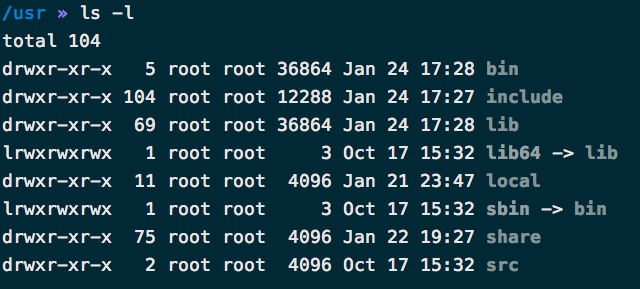 /usr » ls -l
total 104
drwxr-xr-x   5 root root 36864 Jan 24 17:28 bin
drwxr-xr-x 104 root root 12288 Jan 24 17:27 include
drwxr-xr-x  69 root root 36864 Jan 24 17:28 lib
lrwxrwxrwx   1 root root     3 Oct 17 15:32 lib64 -> lib
drwxr-xr-x  11 root root  4096 Jan 21 23:47 local
lrwxrwxrwx   1 root root     3 Oct 17 15:32 sbin -> bin
drwxr-xr-x  75 root root  4096 Jan 22 19:27 share
drwxr-xr-x   2 root root  4096 Oct 17 15:32 src